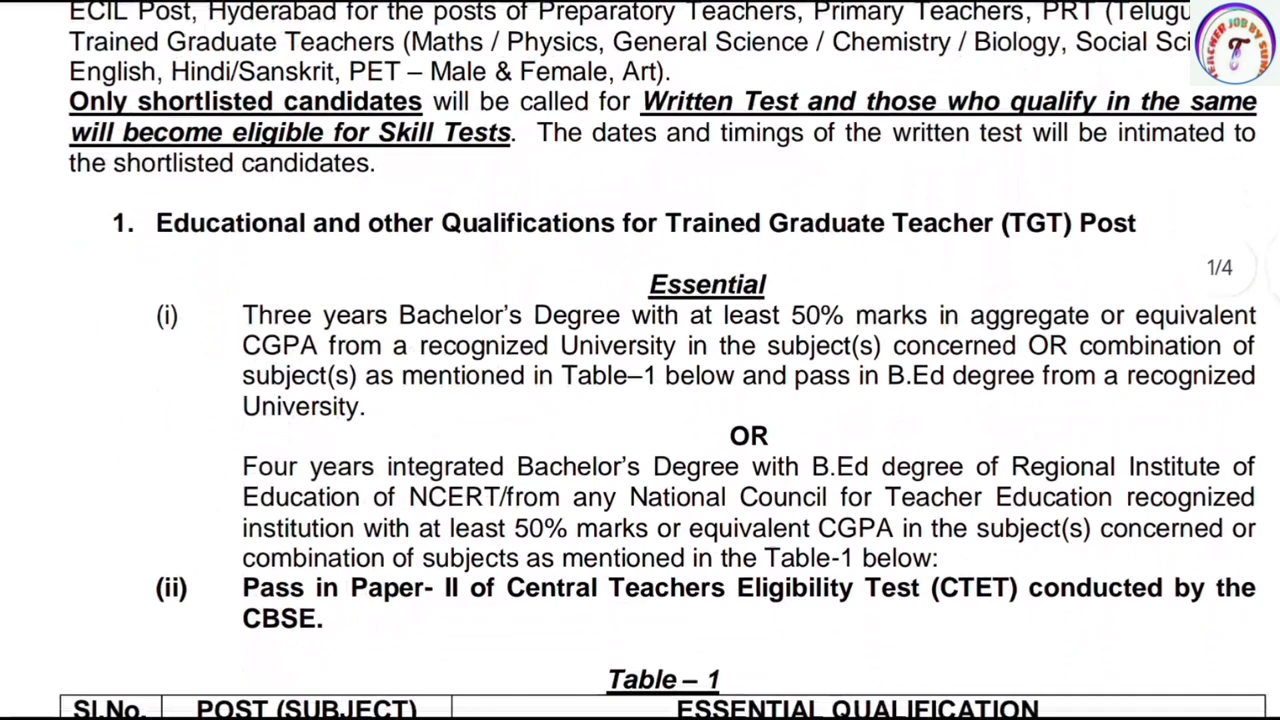 ECIL Post, Hyderabad for the posts of Preparatory Teachers, Primary Teachers, PRT (Telugu
Trained Graduate Teachers (Maths / Physics, General Science / Chemistry / Biology, Social Sci
English, Hindi/Sanskrit, PET – Male & Female, Art).
Only shortlisted candidates will be called for Written Test and those who qualify in the same
will become eligible for Skill Tests. The dates and timings of the written test will be intimated to
the shortlisted candidates.
1. Educational and other Qualifications for Trained Graduate Teacher (TGT) Post
1/4
Essential
(i) Three years Bachelor's Degree with at least 50% marks in aggregate or equivalent
CGPA from a recognized University in the subject(s) concerned OR combination of
subject(s) as mentioned in Table–1 below and pass in B.Ed degree from a recognized
University.
OR
Four years integrated Bachelor's Degree with B.Ed degree of Regional Institute of
Education of NCERT/from any National Council for Teacher Education recognized
institution with at least 50% marks or equivalent CGPA in the subject(s) concerned or
combination of subjects as mentioned in the Table-1 below:
(ii) Pass in Paper- II of Central Teachers Eligibility Test (CTET) conducted by the
CBSE.
Table – 1
SI.No. POST (SUBJECT) ESSENTIAL QUALIFICATION
TEACHER JOB BY
T